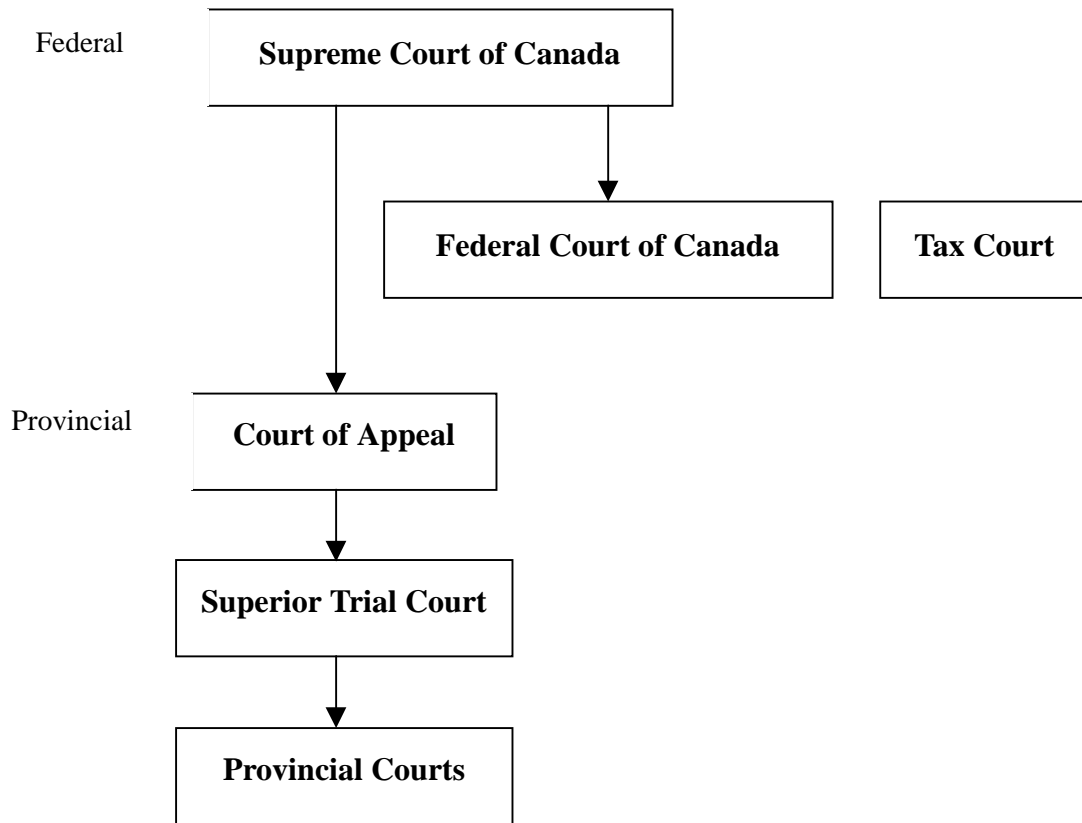 Federal
Supreme Court of Canada
Federal Court of Canada
Tax Court
Provincial
Court of Appeal
Superior Trial Court
Provincial Courts